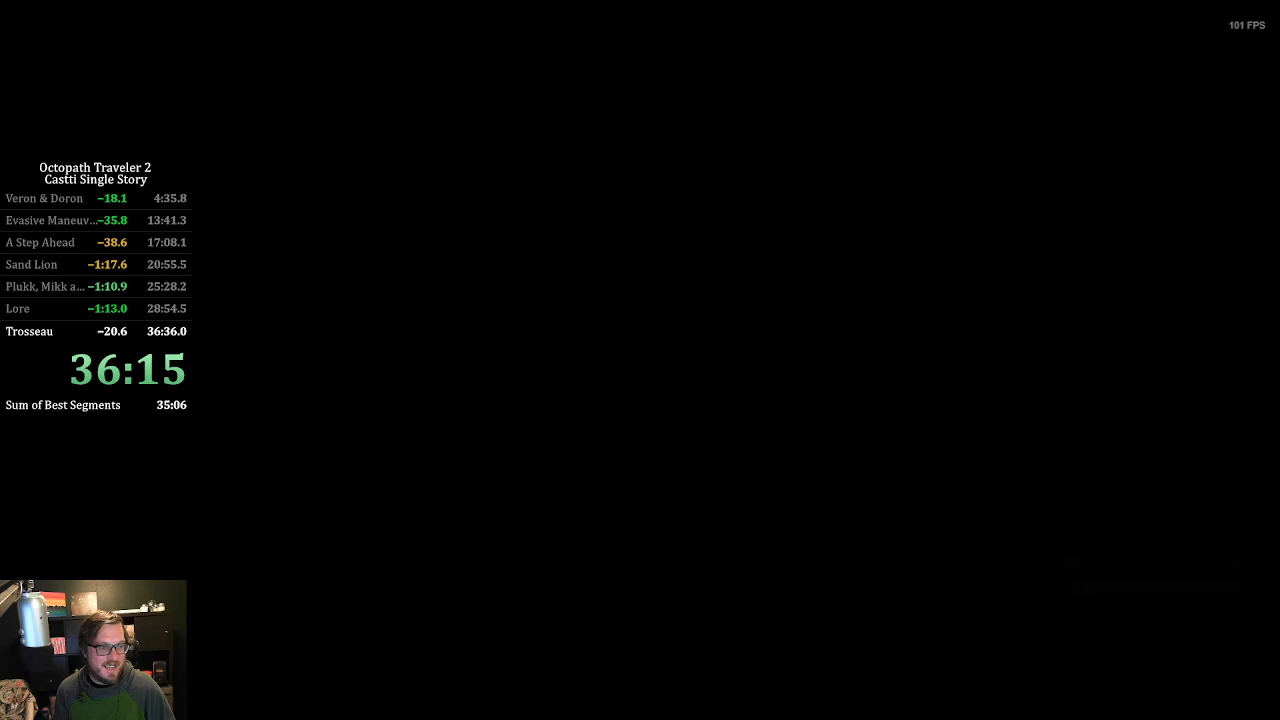 101 FPS
Octopath Traveler 2
Castti Single Story
Veron & Doron −18.1 4:35.8
Evasive Maneuv... −35.8 13:41.3
A Step Ahead −38.6 17:08.1
Sand Lion −1:17.6 20:55.5
Plukk, Mikk a... −1:10.9 25:28.2
Lore −1:13.0 28:54.5
Trosseau −20.6 36:36.0
36:15
Sum of Best Segments 35:06